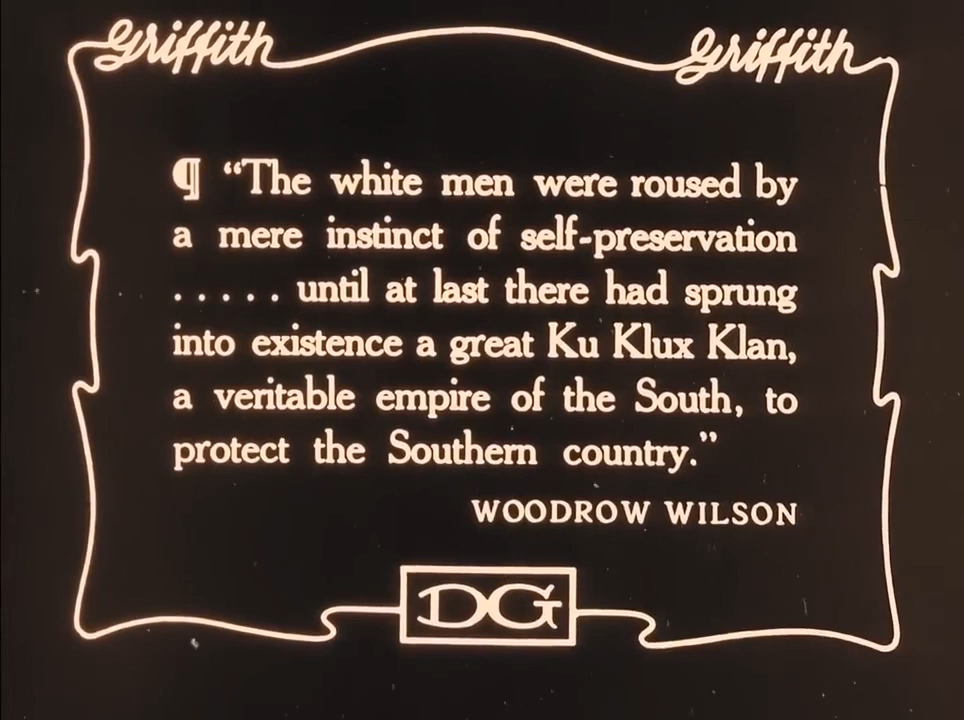 Griffith Griffith
¶ “The white men were roused by
a mere instinct of self-preservation
..... until at last there had sprung
into existence a great Ku Klux Klan,
a veritable empire of the South, to
protect the Southern country.”
WOODROW WILSON
DG